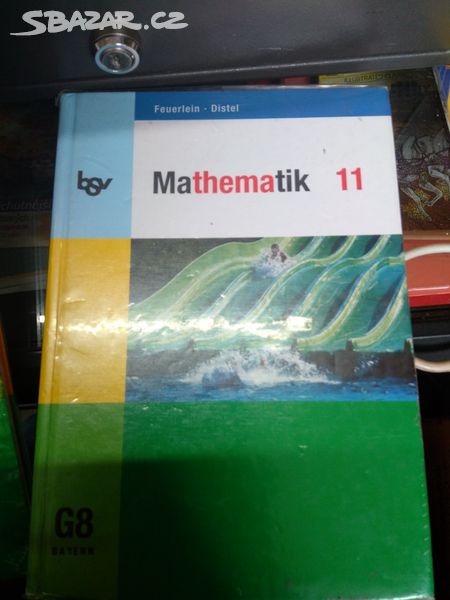 SBAZAR.CZ
Feuerlein · Distel
bsv
Mathematik 11
G8
BAYERN